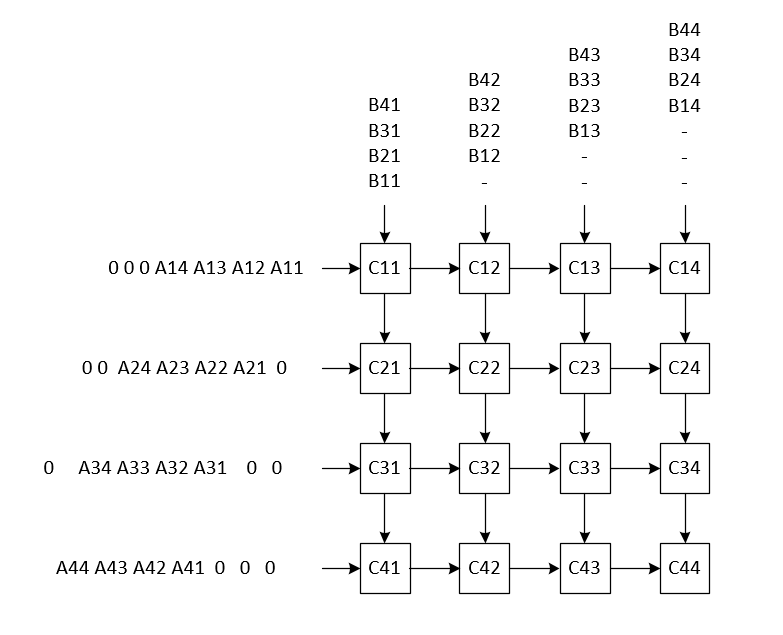 B44
B43 B34
B42 B33 B24
B41 B32 B23 B14
B31 B22 B13 -
B21 B12 - -
B11 - - -
0 0 0 A14 A13 A12 A11 C11 C12 C13 C14
0 0 A24 A23 A22 A21 0 C21 C22 C23 C24
0 A34 A33 A32 A31 0 0 C31 C32 C33 C34
A44 A43 A42 A41 0 0 0 C41 C42 C43 C44